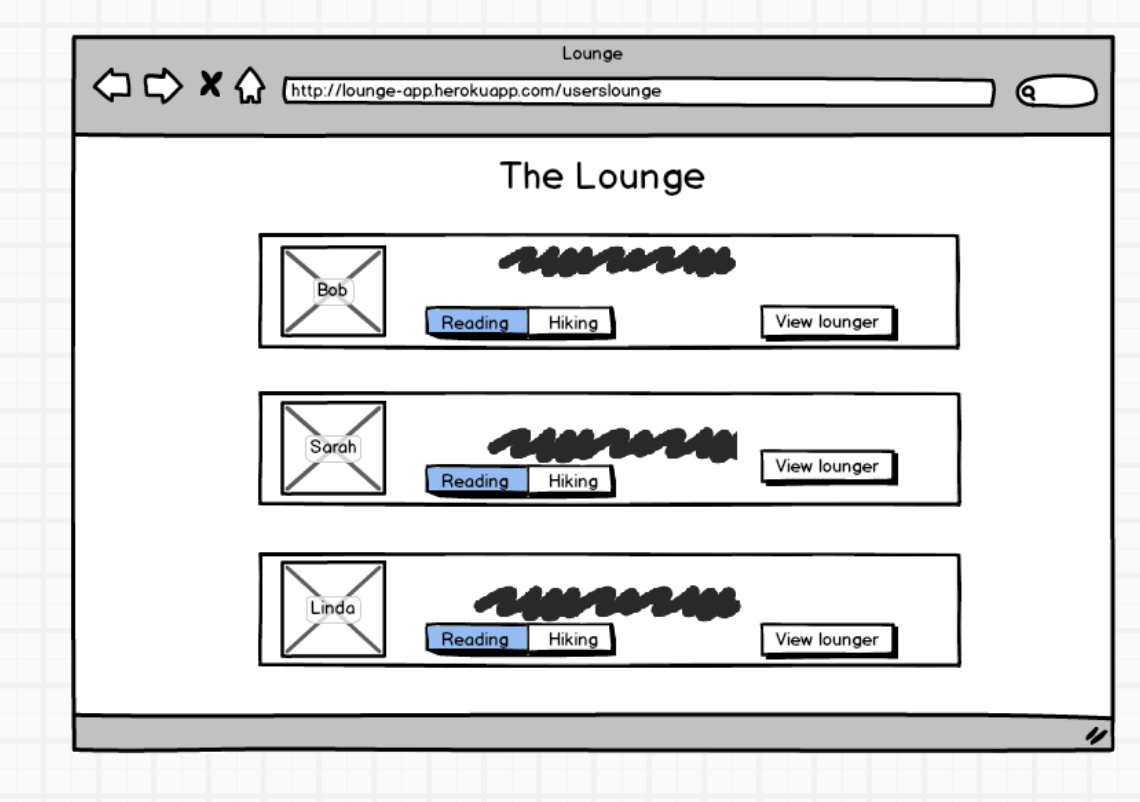 Lounge
http://lounge-app.herokuapp.com/userslounge
The Lounge
Bob
Reading Hiking View lounger
Sarah
Reading Hiking View lounger
Linda
Reading Hiking View lounger